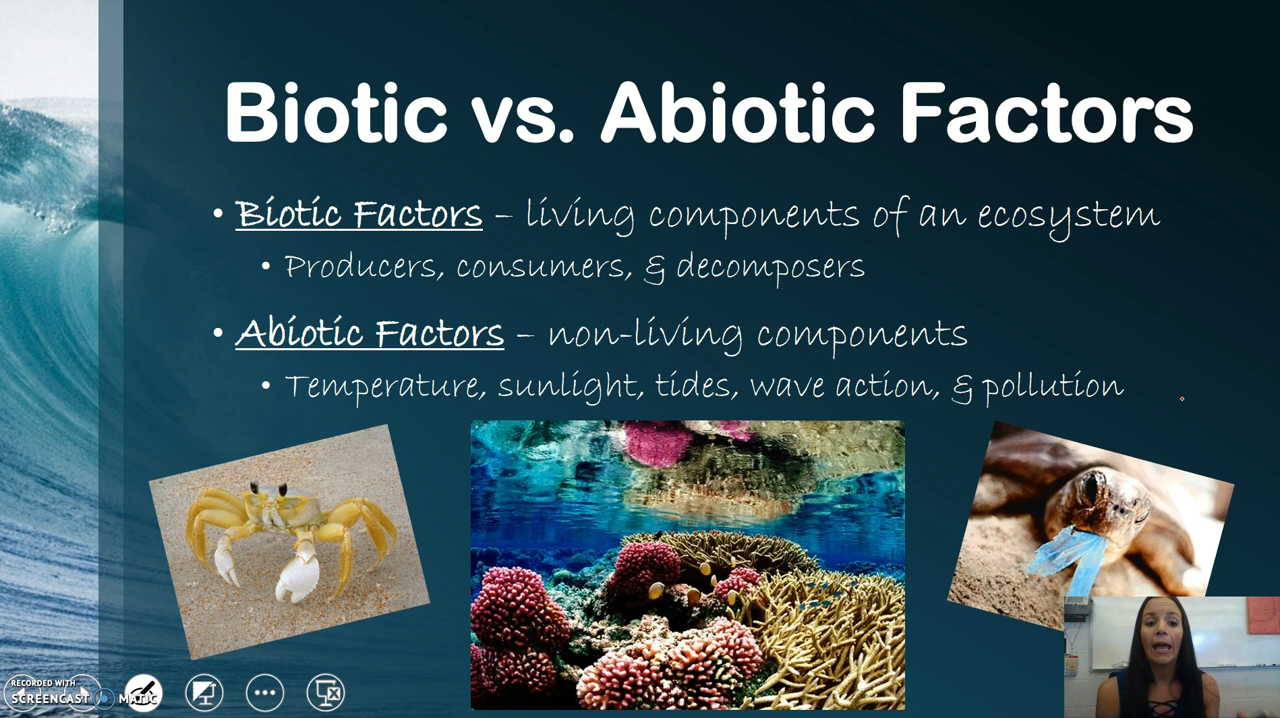 Biotic vs. Abiotic Factors
• Biotic Factors – living components of an ecosystem
• Producers, consumers, & decomposers
• Abiotic Factors – non-living components
• Temperature, sunlight, tides, wave action, & pollution
RECORDED WITH
SCREENCAST MATIC